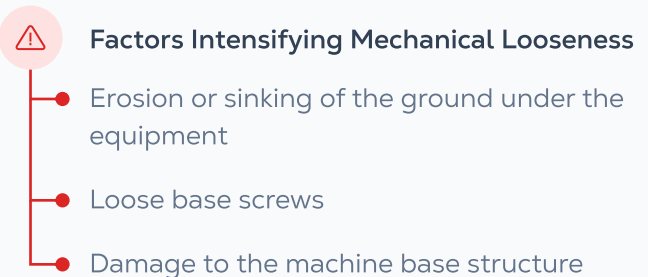 Factors Intensifying Mechanical Looseness
Erosion or sinking of the ground under the
equipment
Loose base screws
Damage to the machine base structure